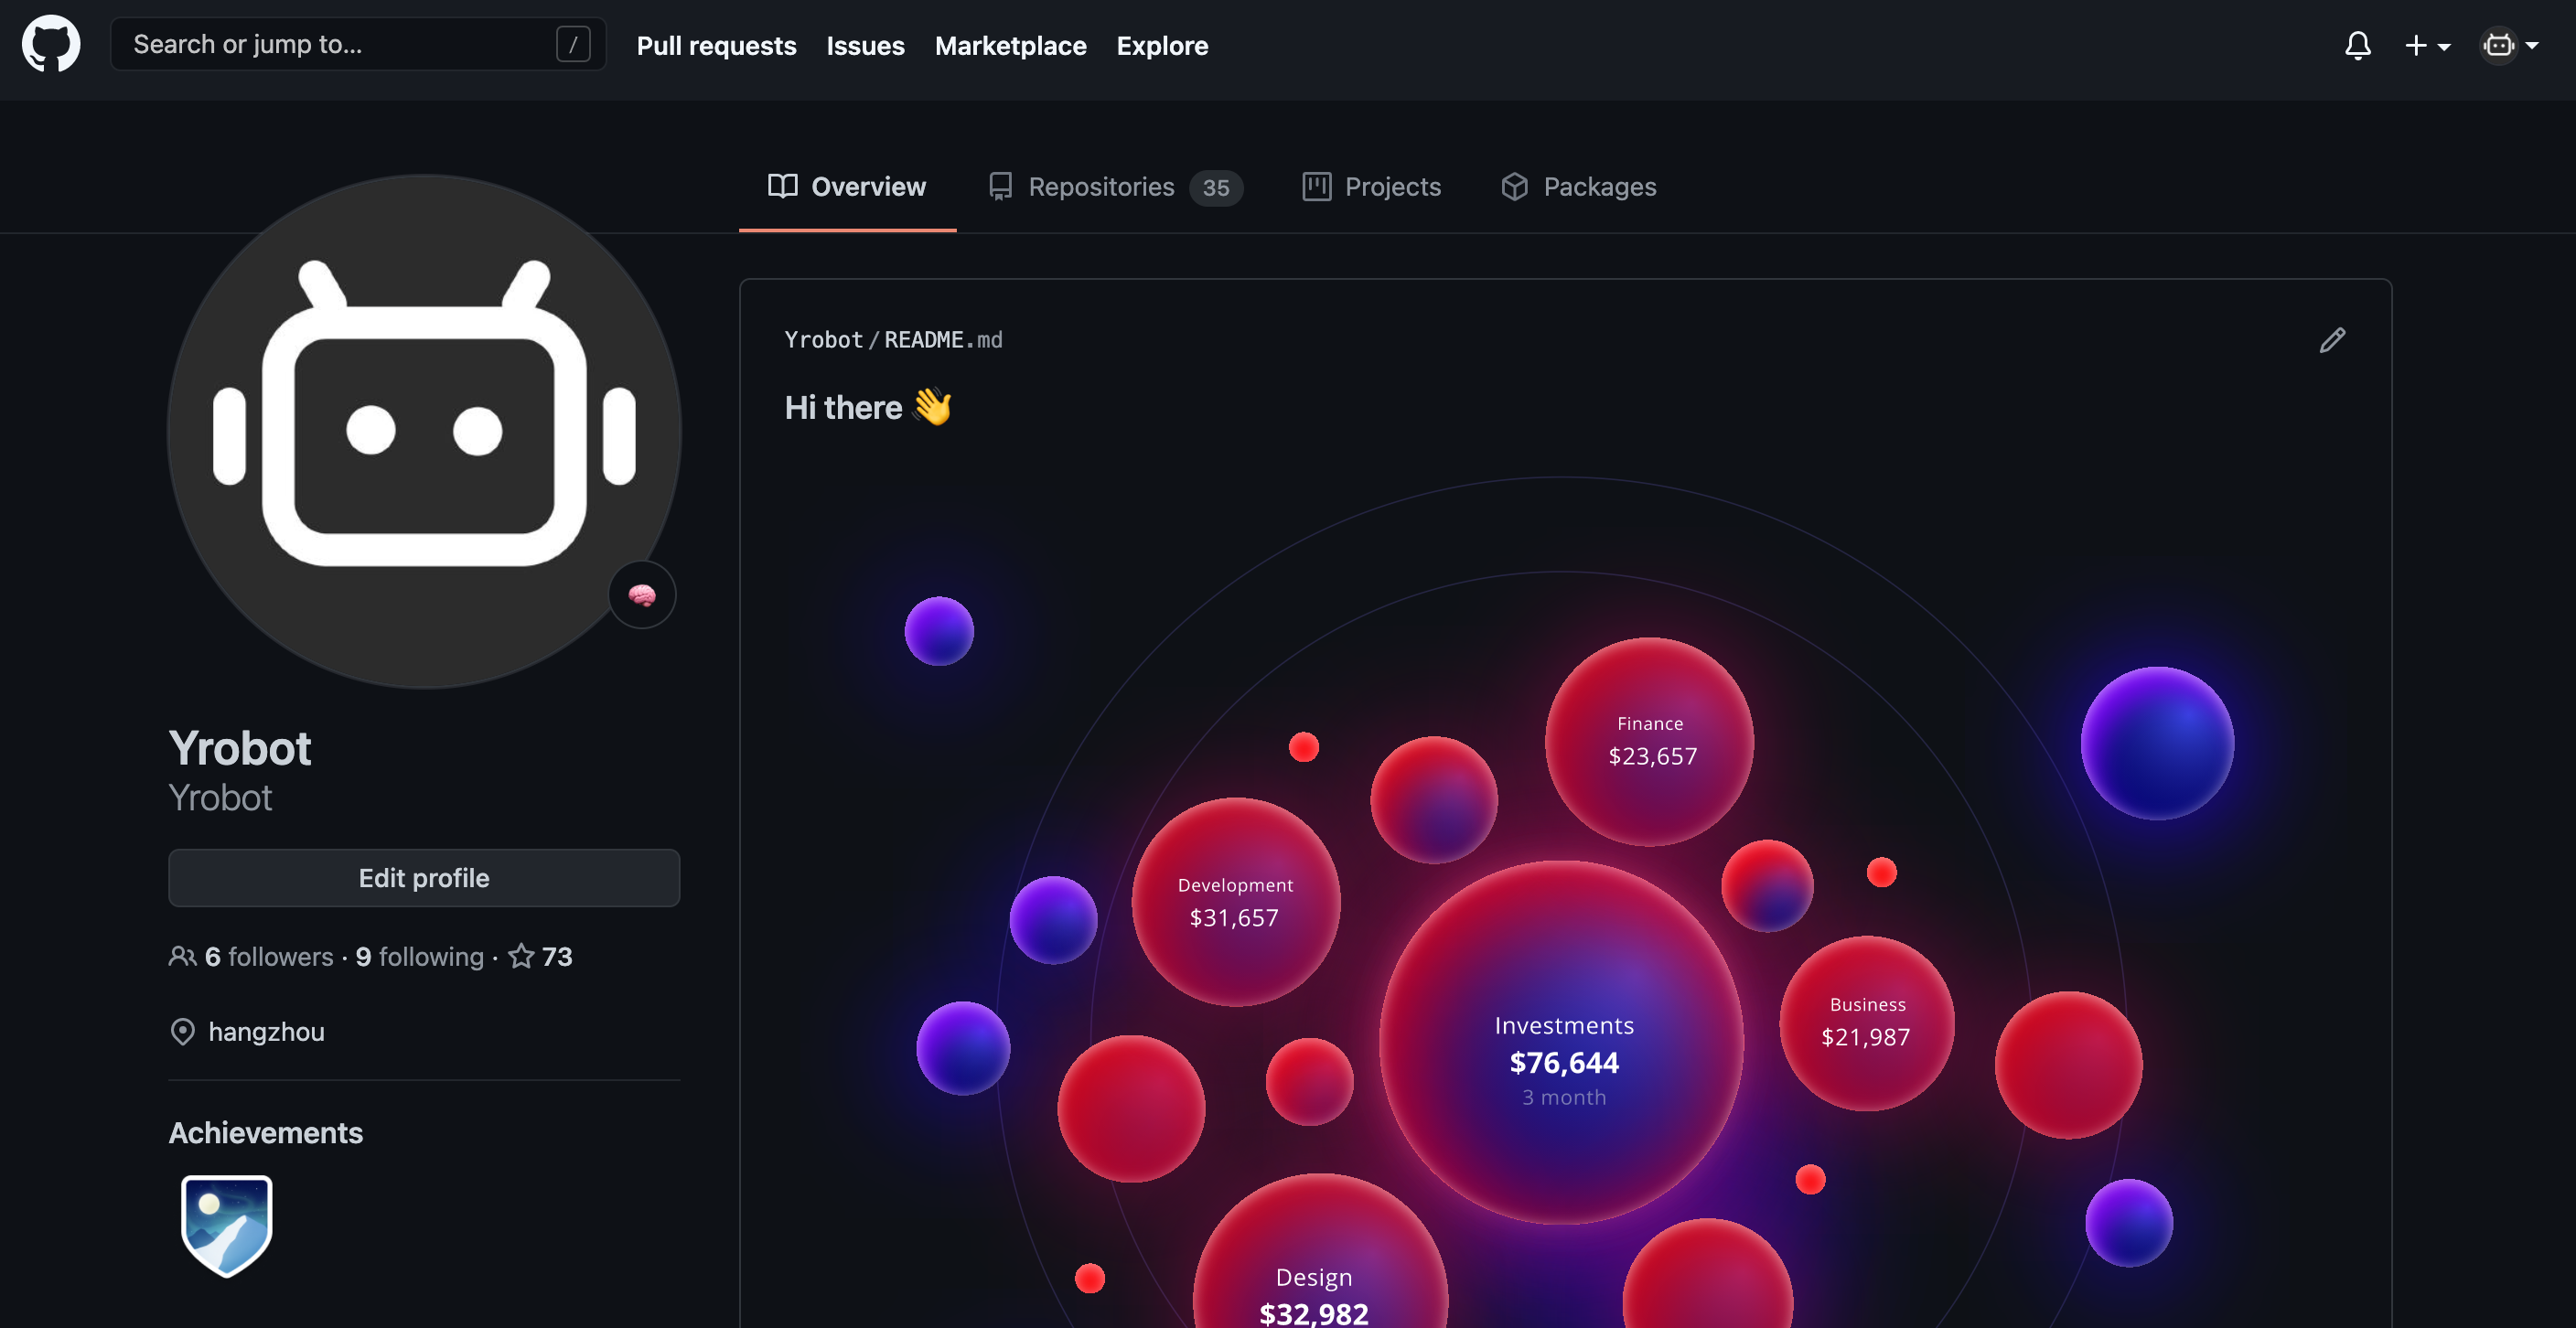 Search or jump to...
/
Pull requests
Issues
Marketplace
Explore
Overview
Repositories 35
Projects
Packages
Yrobot
Yrobot
Edit profile
6 followers · 9 following · 73
hangzhou
Achievements
Yrobot/README.md
Hi there 👋
Finance
$23,657
Development
$31,657
Investments
$76,644
3 month
Business
$21,987
Design
$32,982